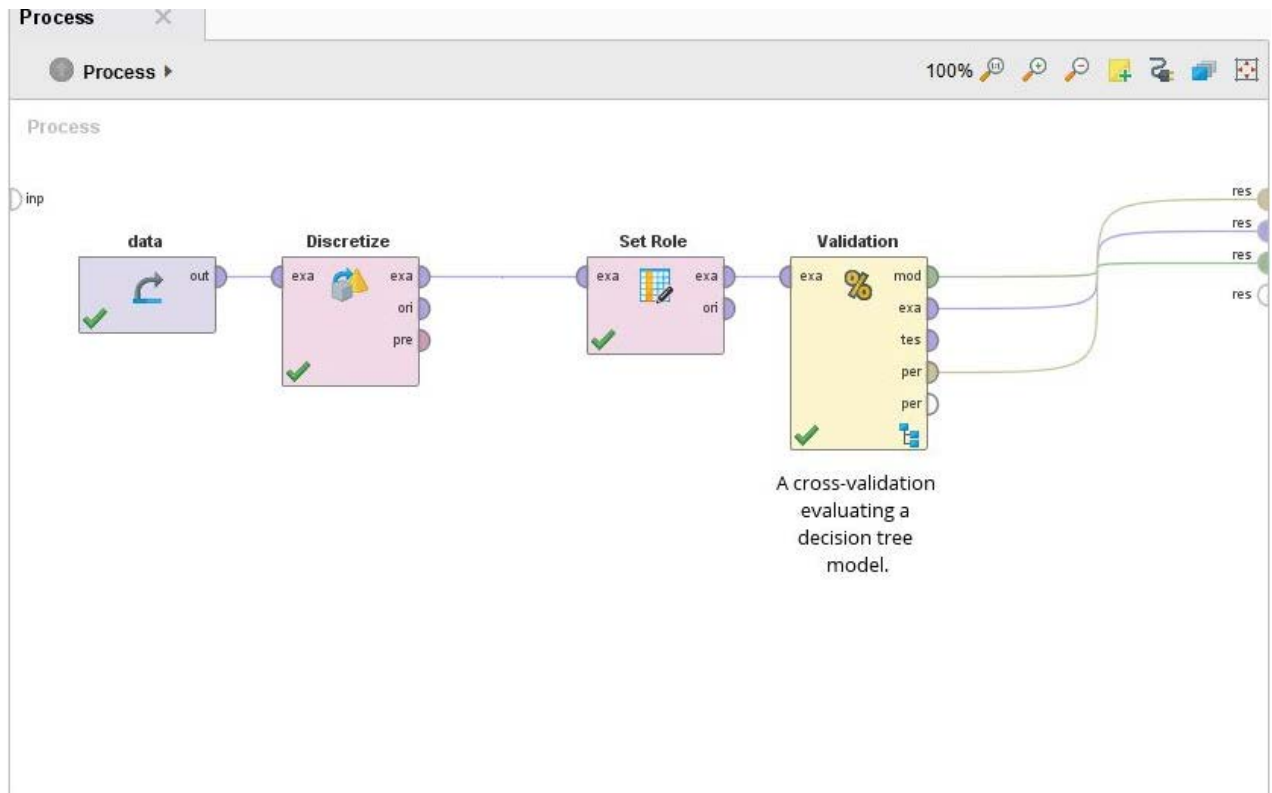 Process
Process
100%
Process
inp
res
res
res
res
data
Discretize
Set Role
Validation
out
exa
exa
ori
pre
exa
exa
ori
exa
mod
exa
tes
per
per
A cross-validation
evaluating a
decision tree
model.